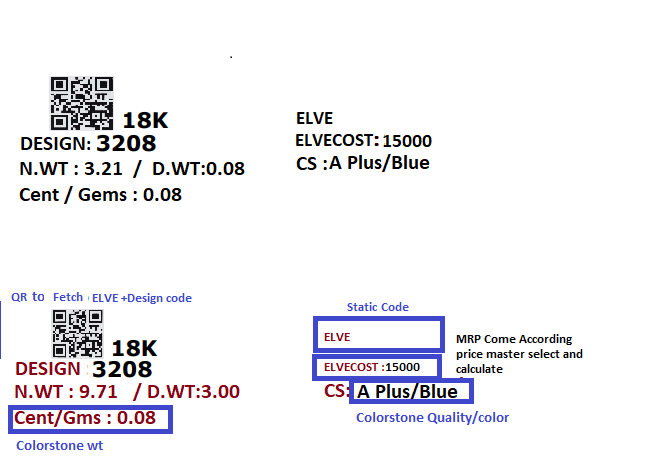 18K
DESIGN: 3208
N.WT : 3.21 / D.WT:0.08
Cent / Gems : 0.08
ELVE
ELVECOST: 15000
CS : A Plus/Blue
QR to Fetch ELVE +Design code
18K
DESIGN : 3208
N.WT : 9.71 / D.WT:3.00
Cent/Gms : 0.08
Colorstone wt
Static Code
ELVE
ELVECOST :15000
CS: A Plus/Blue
Colorstone Quality/color
MRP Come According
price master select and
calculate